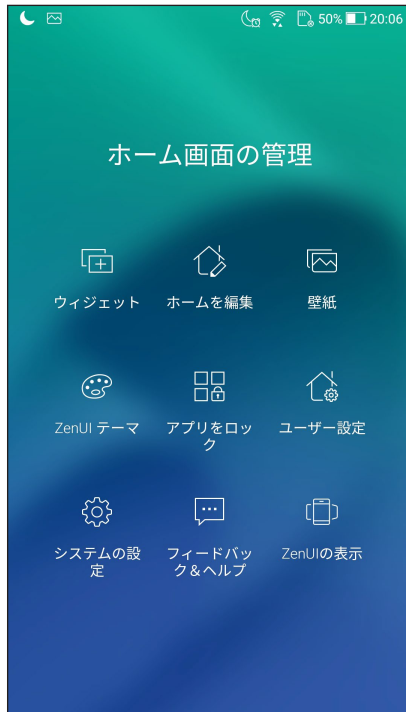 50% 20:06
ホーム画面の管理
ウィジェット ホームを編集 壁紙
ZenUI テーマ アプリをロッ ユーザー設定
ク
システムの設 フィードバッ ZenUIの表示
定 ク＆ヘルプ